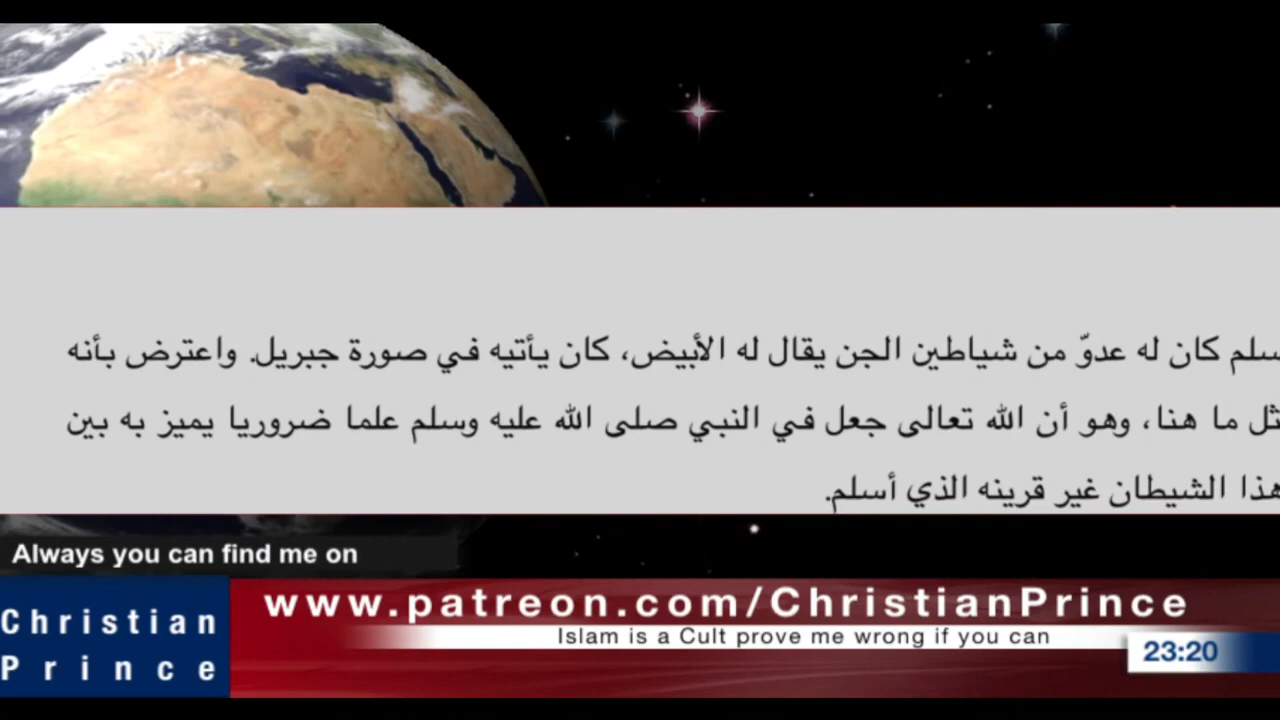 سلم كان له عدوّ من شياطين الجن يقال له الأبيض، كان يأتيه في صورة جبريل. واعترض بأنه
ما هنا، وهو أن الله تعالى جعل في النبي صلى الله عليه وسلم علما ضروريا يميز به بين
هذا الشيطان غير قرينه الذي أسلم.
Always you can find me on
Christian
Prince
www.patreon.com/ChristianPrince
Islam is a Cult prove me wrong if you can
23:20